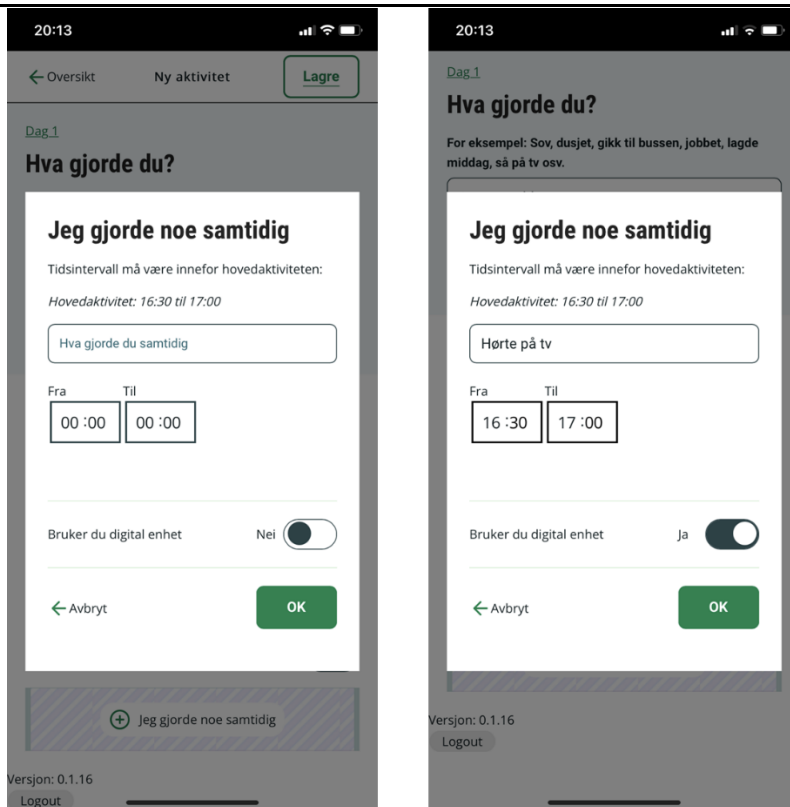 20:13
Oversikt Ny aktivitet Lagre
Dag 1
Hva gjorde du?
Jeg gjorde noe samtidig
Tidsintervall må være innefor hovedaktiviteten:
Hovedaktivitet: 16:30 til 17:00
Hva gjorde du samtidig
Fra Til
00 :00 00 :00
Bruker du digital enhet Nei
Avbryt OK
Jeg gjorde noe samtidig
Versjon: 0.1.16
Logout
20:13
Dag 1
Hva gjorde du?
For eksempel: Sov, dusjet, gikk til bussen, jobbet, lagde
middag, så på tv osv.
Jeg gjorde noe samtidig
Tidsintervall må være innefor hovedaktiviteten:
Hovedaktivitet: 16:30 til 17:00
Hørte på tv
Fra Til
16 :30 17 :00
Bruker du digital enhet Ja
Avbryt OK
Versjon: 0.1.16
Logout